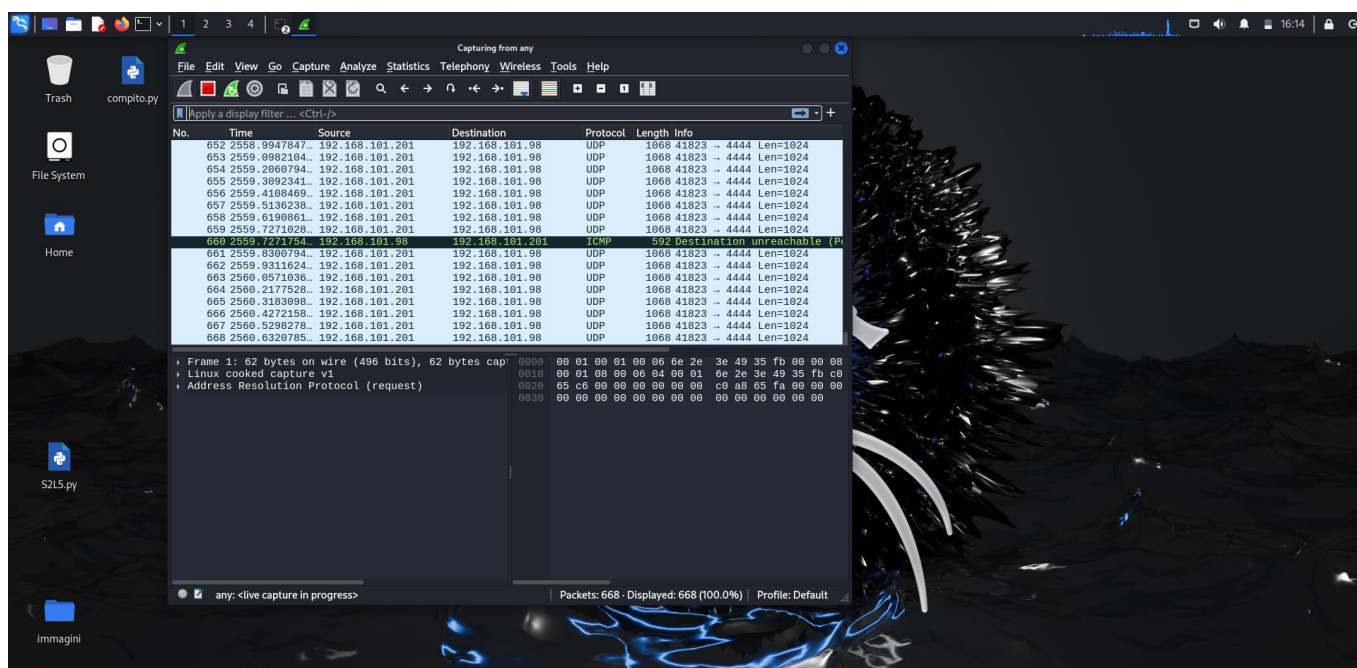 1 2 3 4 2 16:14
Capturing from any
File Edit View Go Capture Analyze Statistics Telephony Wireless Tools Help
Apply a display filter … <Ctrl-/>
No. Time Source Destination Protocol Length Info
652 2558.9947847… 192.168.101.201 192.168.101.98 UDP 1068 41823 → 4444 Len=1024
653 2559.0982104… 192.168.101.201 192.168.101.98 UDP 1068 41823 → 4444 Len=1024
654 2559.2060794… 192.168.101.201 192.168.101.98 UDP 1068 41823 → 4444 Len=1024
655 2559.3092341… 192.168.101.201 192.168.101.98 UDP 1068 41823 → 4444 Len=1024
656 2559.4108469… 192.168.101.201 192.168.101.98 UDP 1068 41823 → 4444 Len=1024
657 2559.5136238… 192.168.101.201 192.168.101.98 UDP 1068 41823 → 4444 Len=1024
658 2559.6190861… 192.168.101.201 192.168.101.98 UDP 1068 41823 → 4444 Len=1024
659 2559.7271028… 192.168.101.201 192.168.101.98 UDP 1068 41823 → 4444 Len=1024
660 2559.7271754… 192.168.101.98 192.168.101.201 ICMP 592 Destination unreachable (Po
661 2559.8300794… 192.168.101.201 192.168.101.98 UDP 1068 41823 → 4444 Len=1024
662 2559.9311624… 192.168.101.201 192.168.101.98 UDP 1068 41823 → 4444 Len=1024
663 2560.0571036… 192.168.101.201 192.168.101.98 UDP 1068 41823 → 4444 Len=1024
664 2560.2177528… 192.168.101.201 192.168.101.98 UDP 1068 41823 → 4444 Len=1024
665 2560.3183098… 192.168.101.201 192.168.101.98 UDP 1068 41823 → 4444 Len=1024
666 2560.4272158… 192.168.101.201 192.168.101.98 UDP 1068 41823 → 4444 Len=1024
667 2560.5298278… 192.168.101.201 192.168.101.98 UDP 1068 41823 → 4444 Len=1024
668 2560.6320785… 192.168.101.201 192.168.101.98 UDP 1068 41823 → 4444 Len=1024
Frame 1: 62 bytes on wire (496 bits), 62 bytes capt
Linux cooked capture v1
Address Resolution Protocol (request)
0000 00 01 00 01 00 06 6e 2e 3e 49 35 fb 00 00 08
0010 00 01 08 00 06 04 00 01 6e 2e 3e 49 35 fb c0
0020 65 c6 00 00 00 00 00 00 c0 a8 65 fa 00 00 00
0030 00 00 00 00 00 00 00 00 00 00 00 00 00 00
any: <live capture in progress>
Packets: 668 · Displayed: 668 (100.0%)
Profile: Default
Trash
compito.py
File System
Home
S2L5.py
immagini